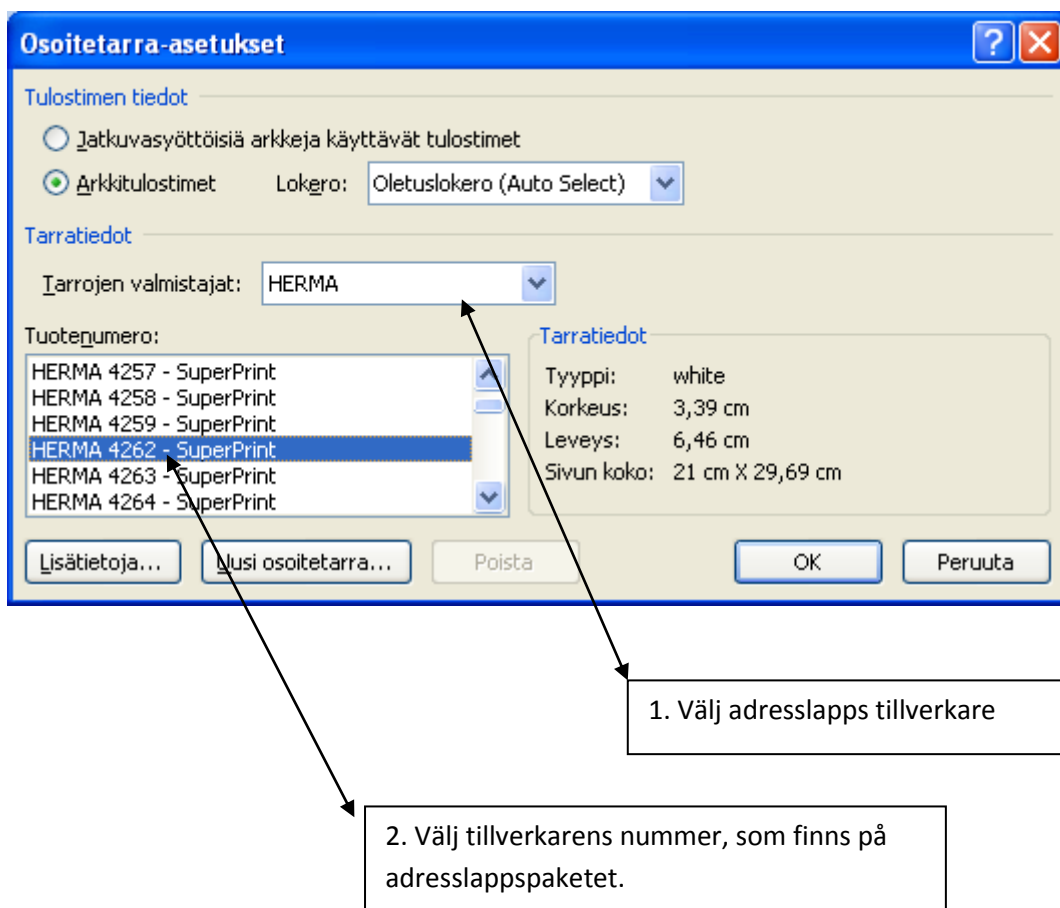 Osoitetarra-asetukset
Tulostimen tiedot
Jatkuvasyöttöisiä arkkeja käyttävät tulostimet
Arkkitulostimet Lokero: Oletuslokero (Auto Select)
Tarratiedot
Tarrojen valmistajat: HERMA
Tuotenumero:
HERMA 4257 - SuperPrint
HERMA 4258 - SuperPrint
HERMA 4259 - SuperPrint
HERMA 4262 - SuperPrint
HERMA 4263 - SuperPrint
HERMA 4264 - SuperPrint
Tarratiedot
Tyyppi: white
Korkeus: 3,39 cm
Leveys: 6,46 cm
Sivun koko: 21 cm X 29,69 cm
Lisätietoja... Uusi osoitetarra... Poista OK Peruuta
1. Välj adresslapps tillverkare
2. Välj tillverkarens nummer, som finns på
adresslappspaketet.